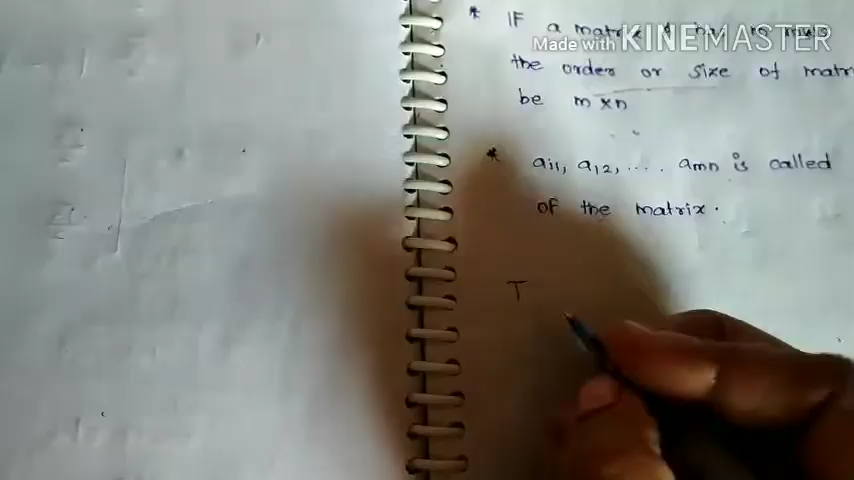 * IF a matrix
Made with KINEMASTER
the order or size of
be m×n
* a11, a12, .... amn is called
of the matrix.
T